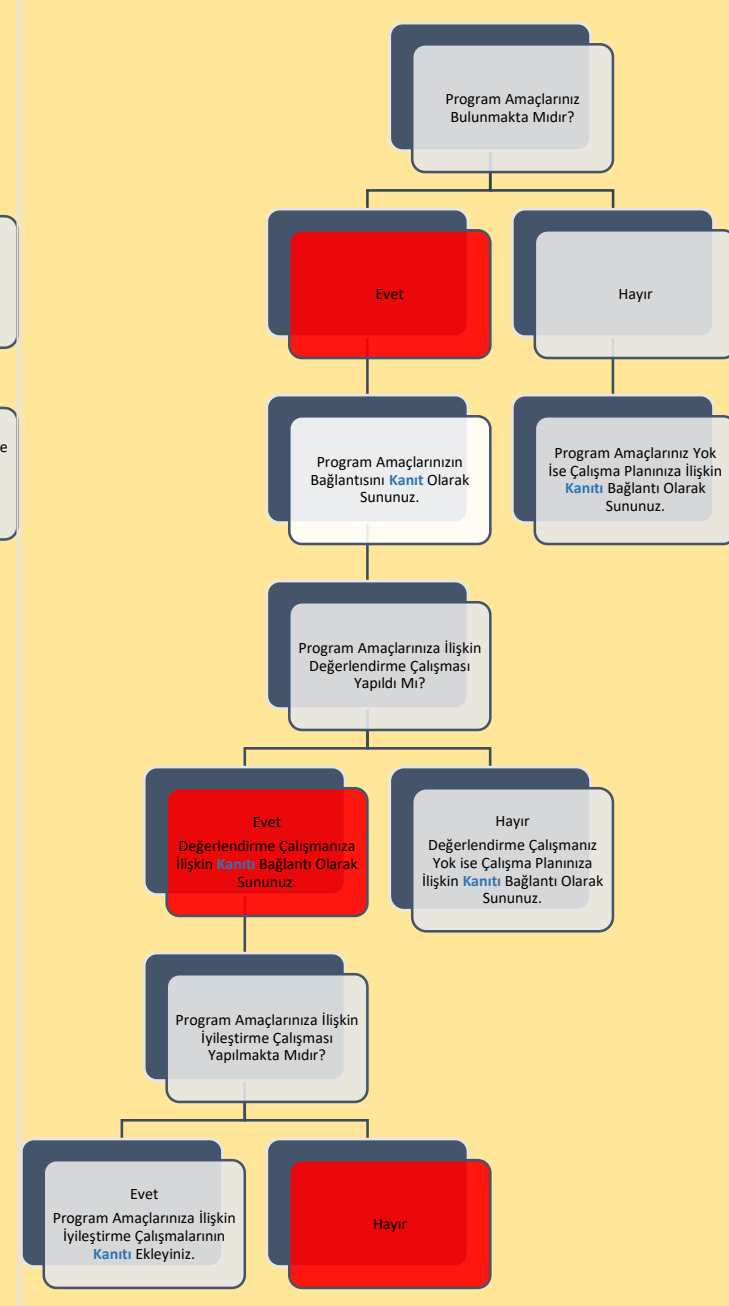 Program Amaçlarınız
Bulunmakta Mıdır?
Evet
Hayır
e
Program Amaçlarınızın
Bağlantısını Kanıt Olarak
Sununuz.
Program Amaçlarınız Yok
İse Çalışma Planınıza İlişkin
Kanıtı Bağlantı Olarak
Sununuz.
Program Amaçlarınıza İlişkin
Değerlendirme Çalışması
Yapıldı Mı?
Evet
Değerlendirme Çalışmanıza
İlişkin Kanıtı Bağlantı Olarak
Sununuz.
Hayır
Değerlendirme Çalışmanız
Yok ise Çalışma Planınıza
İlişkin Kanıtı Bağlantı Olarak
Sununuz.
Program Amaçlarınıza İlişkin
İyileştirme Çalışması
Yapılmakta Mıdır?
Evet
Program Amaçlarınıza İlişkin
İyileştirme Çalışmalarının
Kanıtı Ekleyiniz.
Hayır